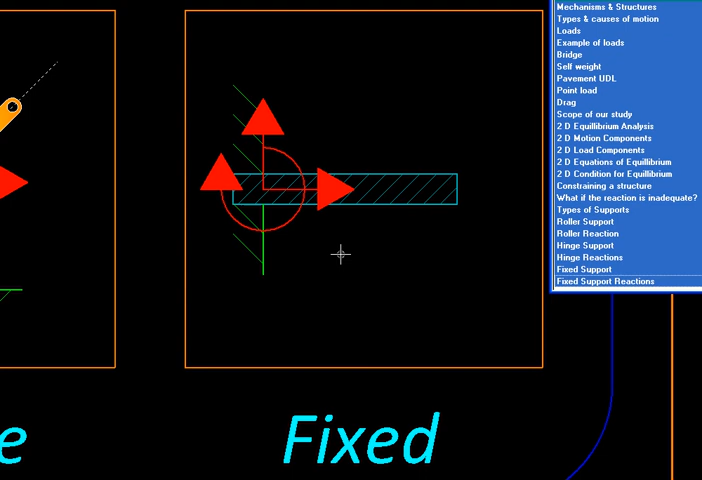 Mechanisms & Structures
Types & causes of motion
Loads
Example of loads
Bridge
Self weight
Pavement UDL
Point load
Drag
Scope of our study
2 D Equilibrium Analysis
2 D Motion Components
2 D Load Components
2 D Equations of Equilibrium
2 D Condition for Equilibrium
Constraining a structure
What if the reaction is inadequate?
Types of Supports
Roller Support
Roller Reaction
Hinge Support
Hinge Reactions
Fixed Support
Fixed Support Reactions
e
Fixed